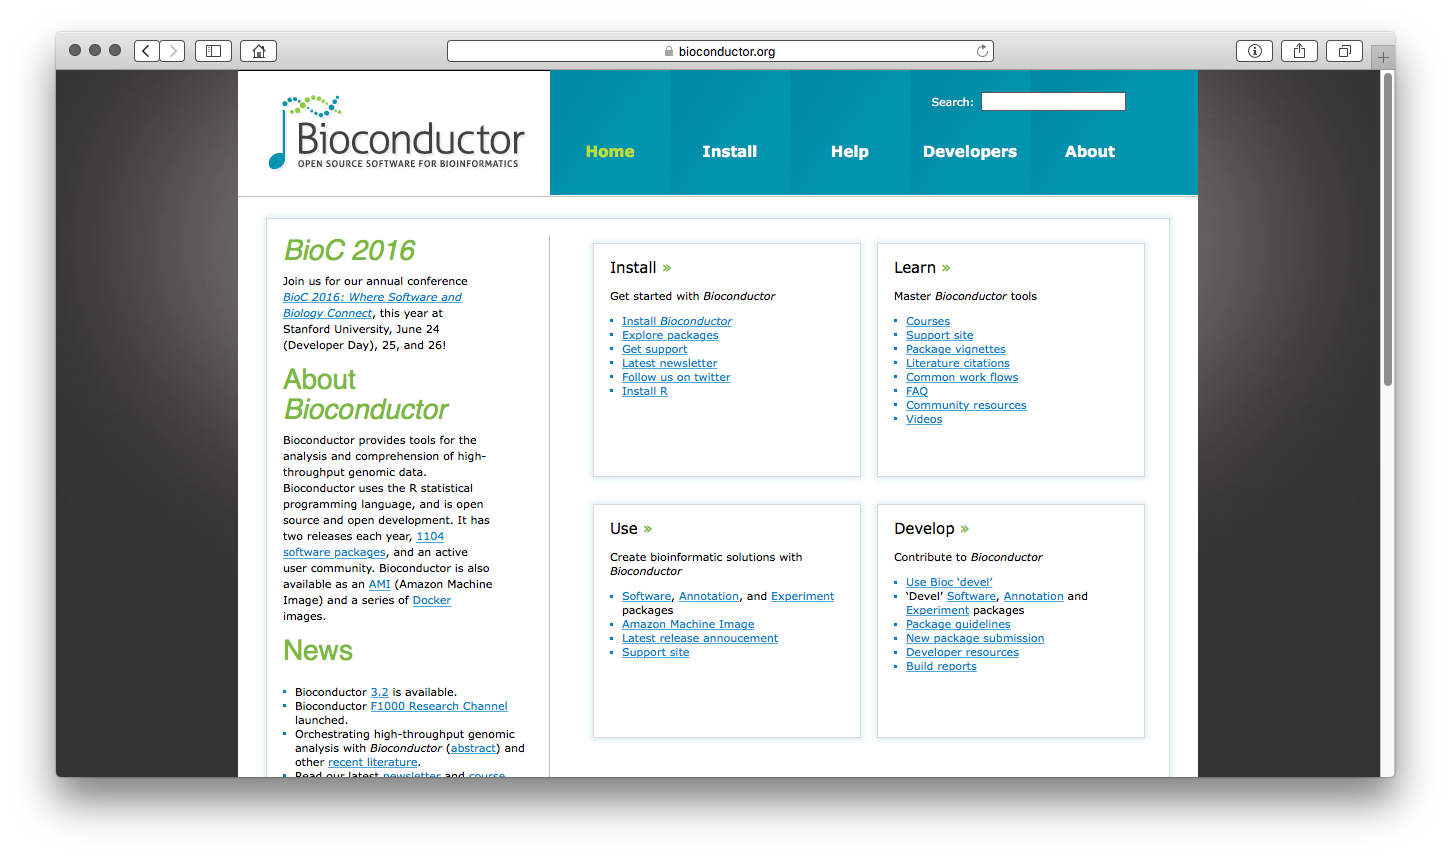 bioconductor.org
Bioconductor
OPEN SOURCE SOFTWARE FOR BIOINFORMATICS
Search:
Home
Install
Help
Developers
About
BioC 2016
Join us for our annual conference
BioC 2016: Where Software and
Biology Connect, this year at
Stanford University, June 24
(Developer Day), 25, and 26!
About
Bioconductor
Bioconductor provides tools for the
analysis and comprehension of high-
throughput genomic data.
Bioconductor uses the R statistical
programming language, and is open
source and open development. It has
two releases each year, 1104
software packages, and an active
user community. Bioconductor is also
available as an AMI (Amazon Machine
Image) and a series of Docker
images.
News
Bioconductor 3.2 is available.
Bioconductor F1000 Research Channel
launched.
Orchestrating high-throughput genomic
analysis with Bioconductor (abstract) and
other recent literature.
Read our latest newsletter and course
Install »
Get started with Bioconductor
Install Bioconductor
Explore packages
Get support
Latest newsletter
Follow us on twitter
Install R
Learn »
Master Bioconductor tools
Courses
Support site
Package vignettes
Literature citations
Common work flows
FAQ
Community resources
Videos
Use »
Create bioinformatic solutions with
Bioconductor
Software, Annotation, and Experiment
packages
Amazon Machine Image
Latest release annoucement
Support site
Develop »
Contribute to Bioconductor
Use Bioc ‘devel’
‘Devel’ Software, Annotation and
Experiment packages
Package guidelines
New package submission
Developer resources
Build reports